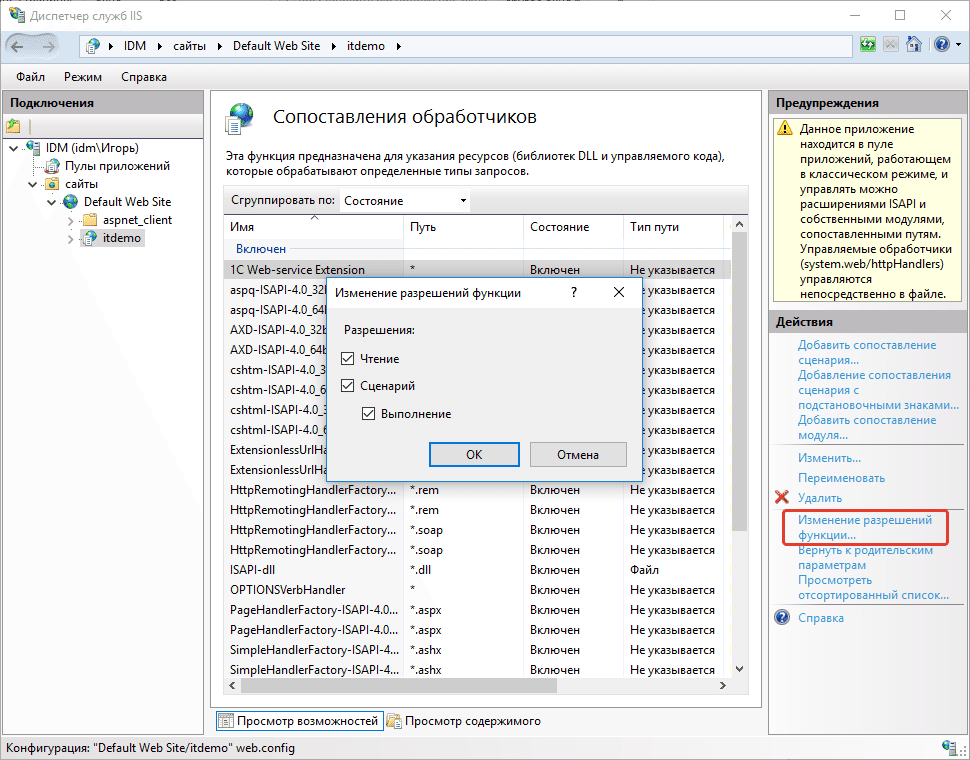 Диспетчер служб IIS
IDM
сайты
Default Web Site
itdemo
Файл
Режим
Справка
Подключения
IDM (idm\Игорь)
Пулы приложений
сайты
Default Web Site
aspnet_client
itdemo
Сопоставления обработчиков
Эта функция предназначена для указания ресурсов (библиотек DLL и управляемого кода),
которые обрабатывают определенные типы запросов.
Сгруппировать по: Состояние
Имя Путь Состояние Тип пути
Включен
1C Web-service Extension * Включен Не указывается
aspq-ISAPI-4.0_32 Не указывается
aspq-ISAPI-4.0_64 Не указывается
AXD-ISAPI-4.0_32b Не указывается
AXD-ISAPI-4.0_64b Не указывается
cshtm-ISAPI-4.0_3 Не указывается
cshtm-ISAPI-4.0_6 Не указывается
cshtml-ISAPI-4.0_3 Не указывается
cshtml-ISAPI-4.0_6 Не указывается
ExtensionlessUrlHa Не указывается
ExtensionlessUrlHa Не указывается
HttpRemotingHandlerFactory... *.rem Включен Не указывается
HttpRemotingHandlerFactory... *.rem Включен Не указывается
HttpRemotingHandlerFactory... *.soap Включен Не указывается
HttpRemotingHandlerFactory... *.soap Включен Не указывается
ISAPI-dll *.dll Включен Файл
OPTIONSVerbHandler * Включен Не указывается
PageHandlerFactory-ISAPI-4.0... *.aspx Включен Не указывается
PageHandlerFactory-ISAPI-4.0... *.aspx Включен Не указывается
SimpleHandlerFactory-ISAPI-4... *.ashx Включен Не указывается
SimpleHandlerFactory-ISAPI-4... *.ashx Включен Не указывается
Изменение разрешений функции ?
Разрешения:
Чтение
Сценарий
Выполнение
ОК
Отмена
Просмотр возможностей
Просмотр содержимого
Предупреждения
Данное приложение
находится в пуле
приложений, работающем
в классическом режиме, и
управлять можно
расширениями ISAPI и
собственными модулями,
сопоставленными путям.
Управляемые обработчики
(system.web/httpHandlers)
управляются
непосредственно в файле.
Действия
Добавить сопоставление
сценария...
Добавление сопоставления
сценария с
подстановочными знаками...
Добавить сопоставление
модуля...
Изменить...
Переименовать
Удалить
Изменение разрешений
функции...
Вернуть к родительским
параметрам
Просмотреть
отсортированный список...
Справка
Конфигурация: "Default Web Site/itdemo" web.config